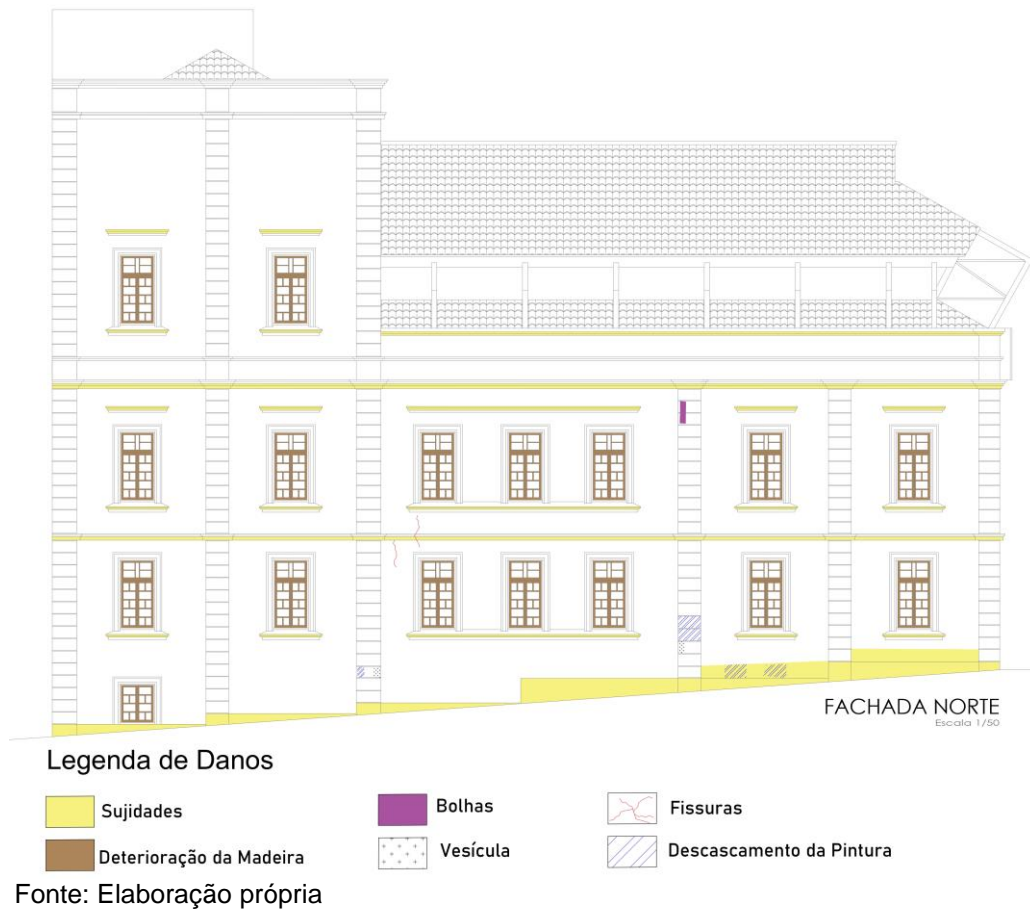 FACHADA NORTE
Escala 1/50
Legenda de Danos
Sujidades
Bolhas
Fissuras
Deterioração da Madeira
Vesícula
Descascamento da Pintura
Fonte: Elaboração própria